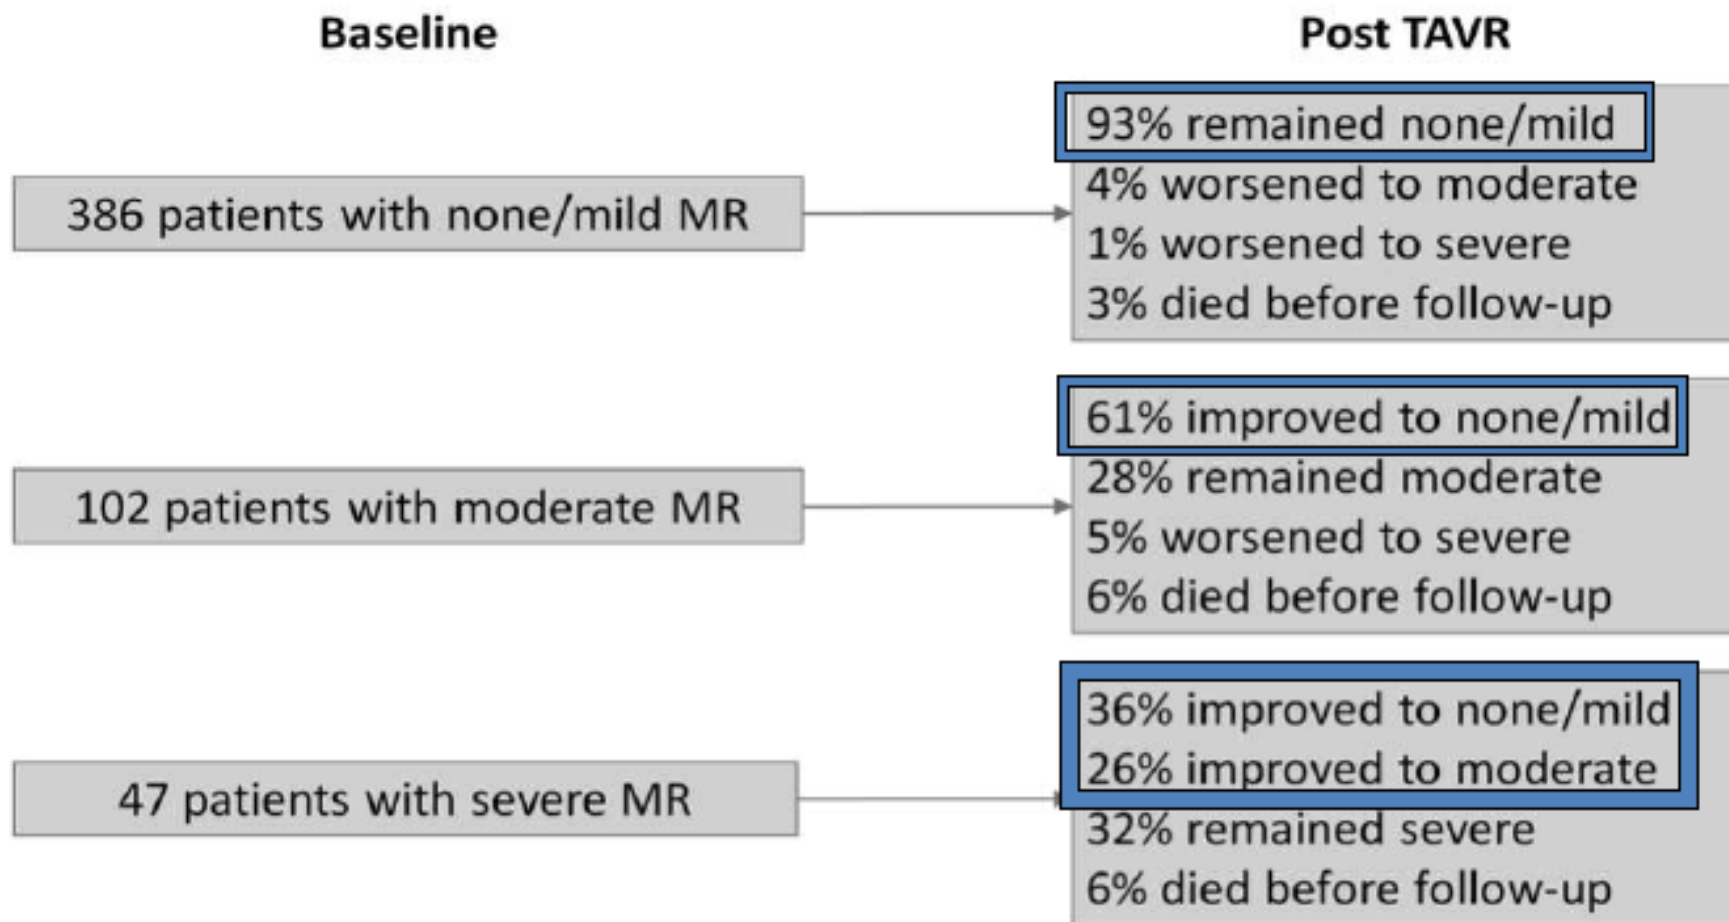 Baseline
Post TAVR
386 patients with none/mild MR
93% remained none/mild
4% worsened to moderate
1% worsened to severe
3% died before follow-up
102 patients with moderate MR
61% improved to none/mild
28% remained moderate
5% worsened to severe
6% died before follow-up
47 patients with severe MR
36% improved to none/mild
26% improved to moderate
32% remained severe
6% died before follow-up